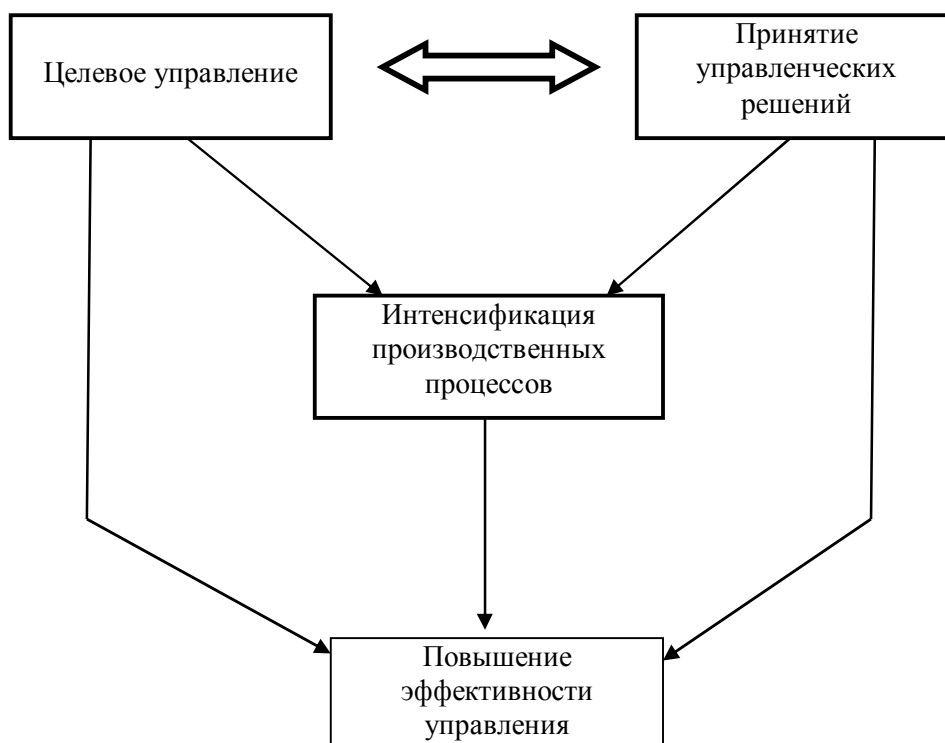 Целевое управление
Принятие
управленческих
решений
Интенсификация
производственных
процессов
Повышение
эффективности
управления